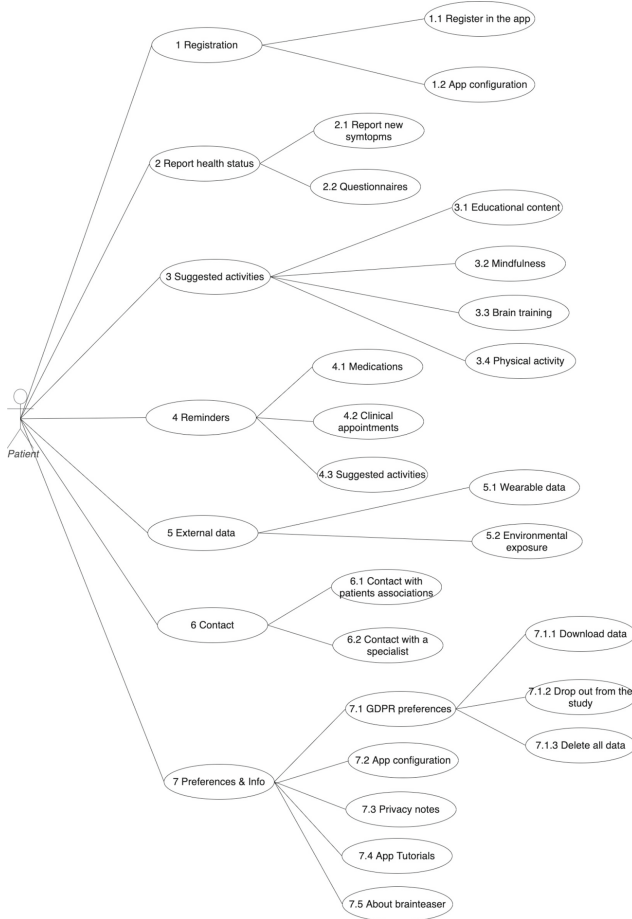 1 Registration
1.1 Register in the app
1.2 App configuration
2 Report health status
2.1 Report new
symtopms
2.2 Questionnaires
3 Suggested activities
3.1 Educational content
3.2 Mindfulness
3.3 Brain training
3.4 Physical activity
Patient
4 Reminders
4.1 Medications
4.2 Clinical
appointments
4.3 Suggested activities
5 External data
5.1 Wearable data
5.2 Environmental
exposure
6 Contact
6.1 Contact with
patients associations
6.2 Contact with a
specialist
7 Preferences & Info
7.1 GDPR preferences
7.1.1 Download data
7.1.2 Drop out from the
study
7.1.3 Delete all data
7.2 App configuration
7.3 Privacy notes
7.4 App Tutorials
7.5 About brainteaser